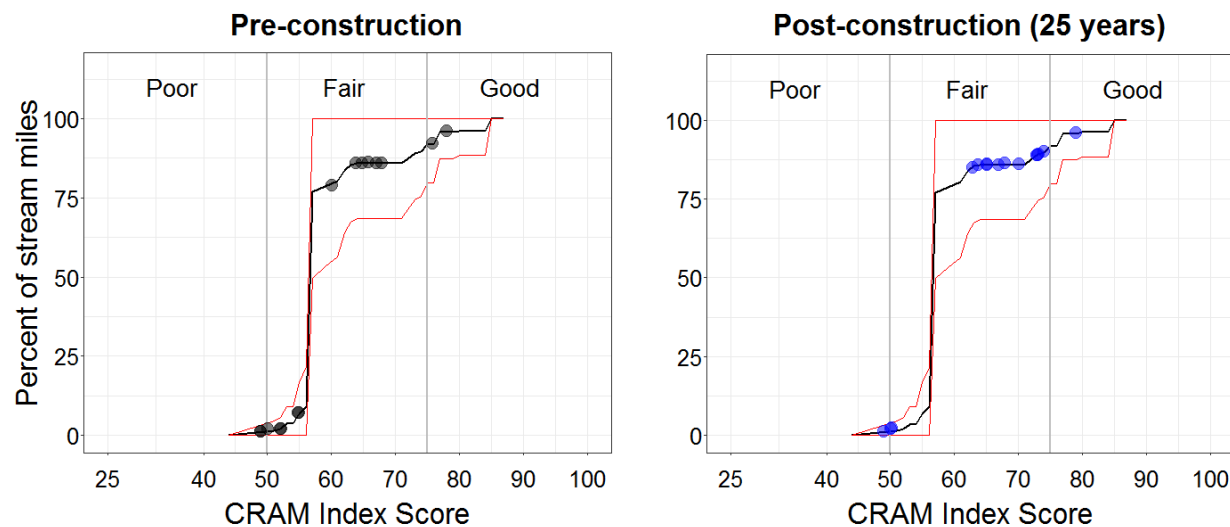 Pre-construction
Poor Fair Good
100
75
50
25
0
Percent of stream miles
25 40 50 60 70 80 90 100
CRAM Index Score
Post-construction (25 years)
Poor Fair Good
100
75
50
25
0
25 40 50 60 70 80 90 100
CRAM Index Score